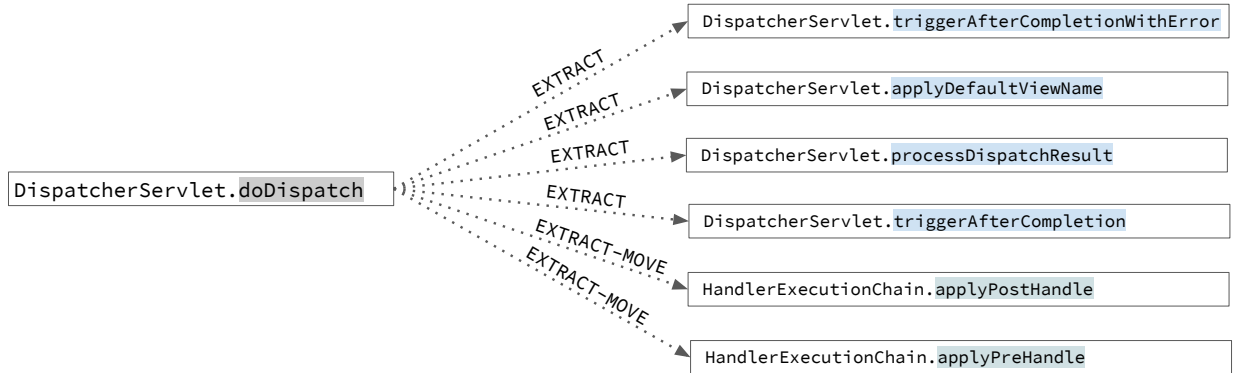 DispatcherServlet.triggerAfterCompletionWithError
EXTRACT
DispatcherServlet.applyDefaultViewName
EXTRACT
EXTRACT
DispatcherServlet.processDispatchResult
DispatcherServlet.doDispatch
EXTRACT
DispatcherServlet.triggerAfterCompletion
EXTRACT-MOVE
HandlerExecutionChain.applyPostHandle
EXTRACT-MOVE
HandlerExecutionChain.applyPreHandle